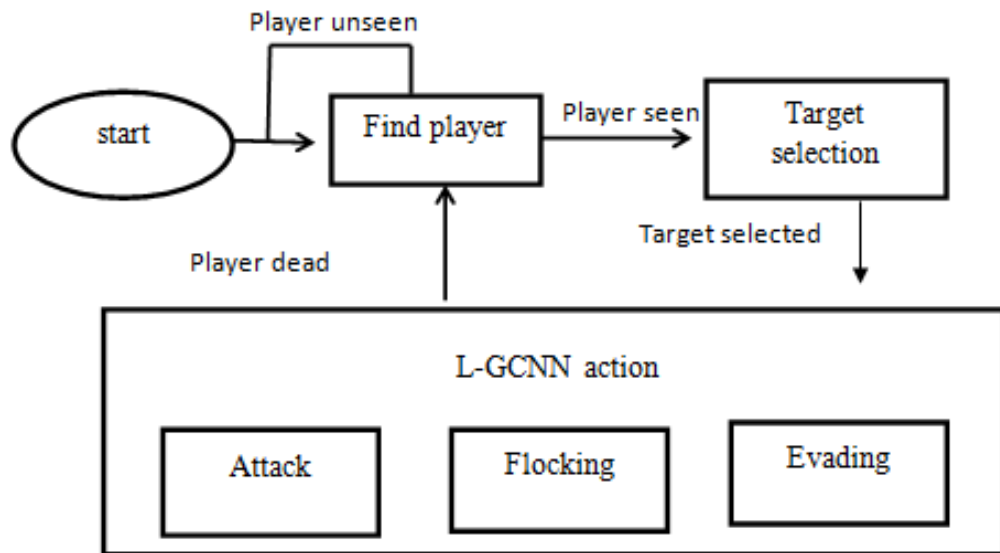 Player unseen
start
Find player
Player seen
Target
selection
Target selected
Player dead
L-GCNN action
Attack
Flocking
Evading